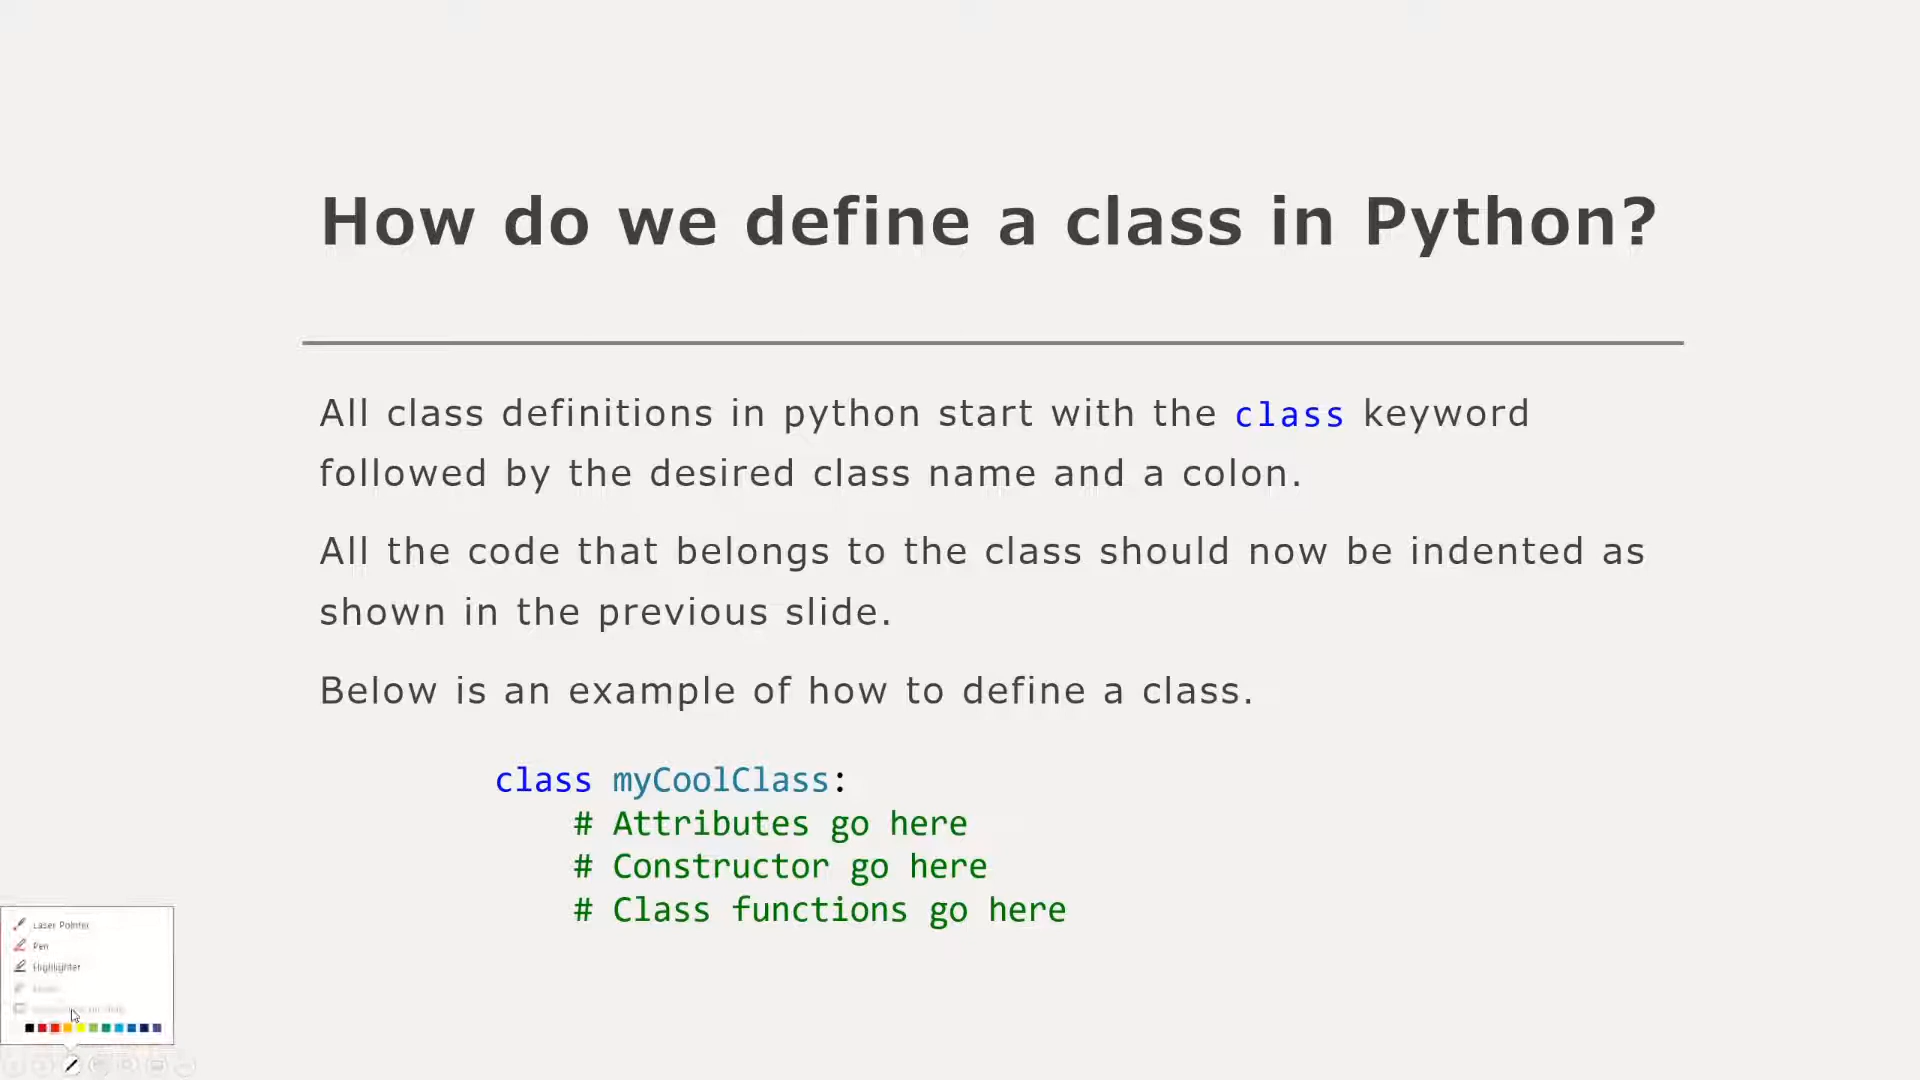 How do we define a class in Python?
All class definitions in python start with the class keyword
followed by the desired class name and a colon.
All the code that belongs to the class should now be indented as
shown in the previous slide.
Below is an example of how to define a class.
class myCoolClass:
    # Attributes go here
    # Constructor go here
    # Class functions go here
Laser Pointer
Pen
Highlighter